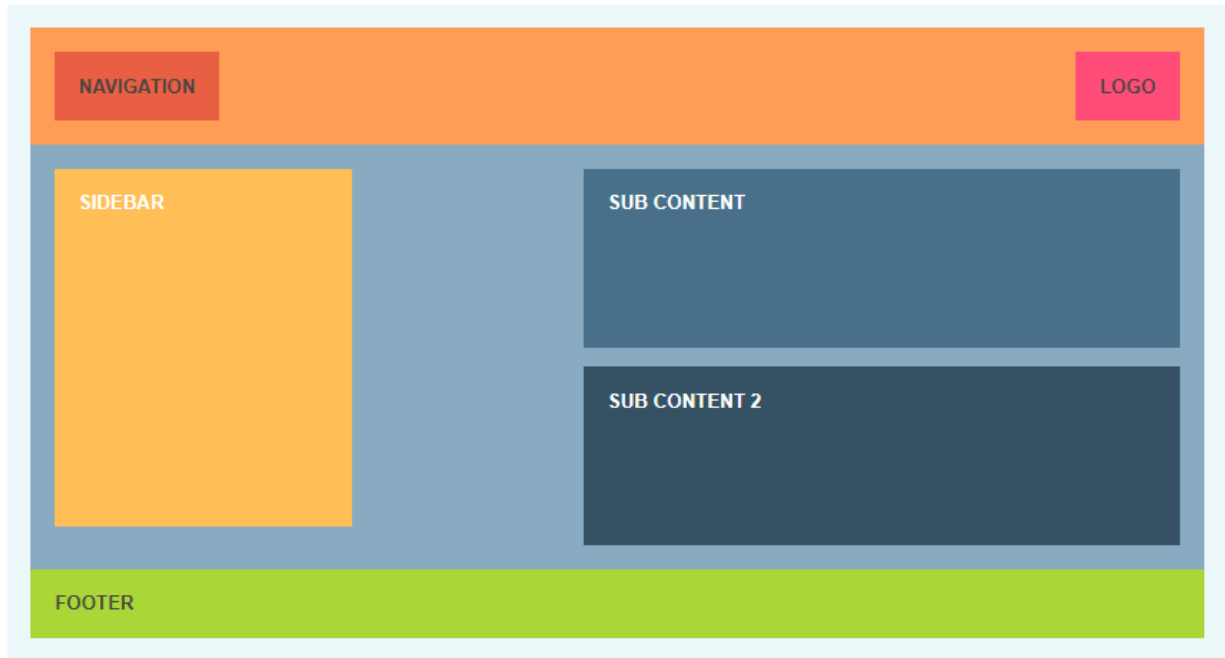 NAVIGATION
LOGO
SIDEBAR
SUB CONTENT
SUB CONTENT 2
FOOTER